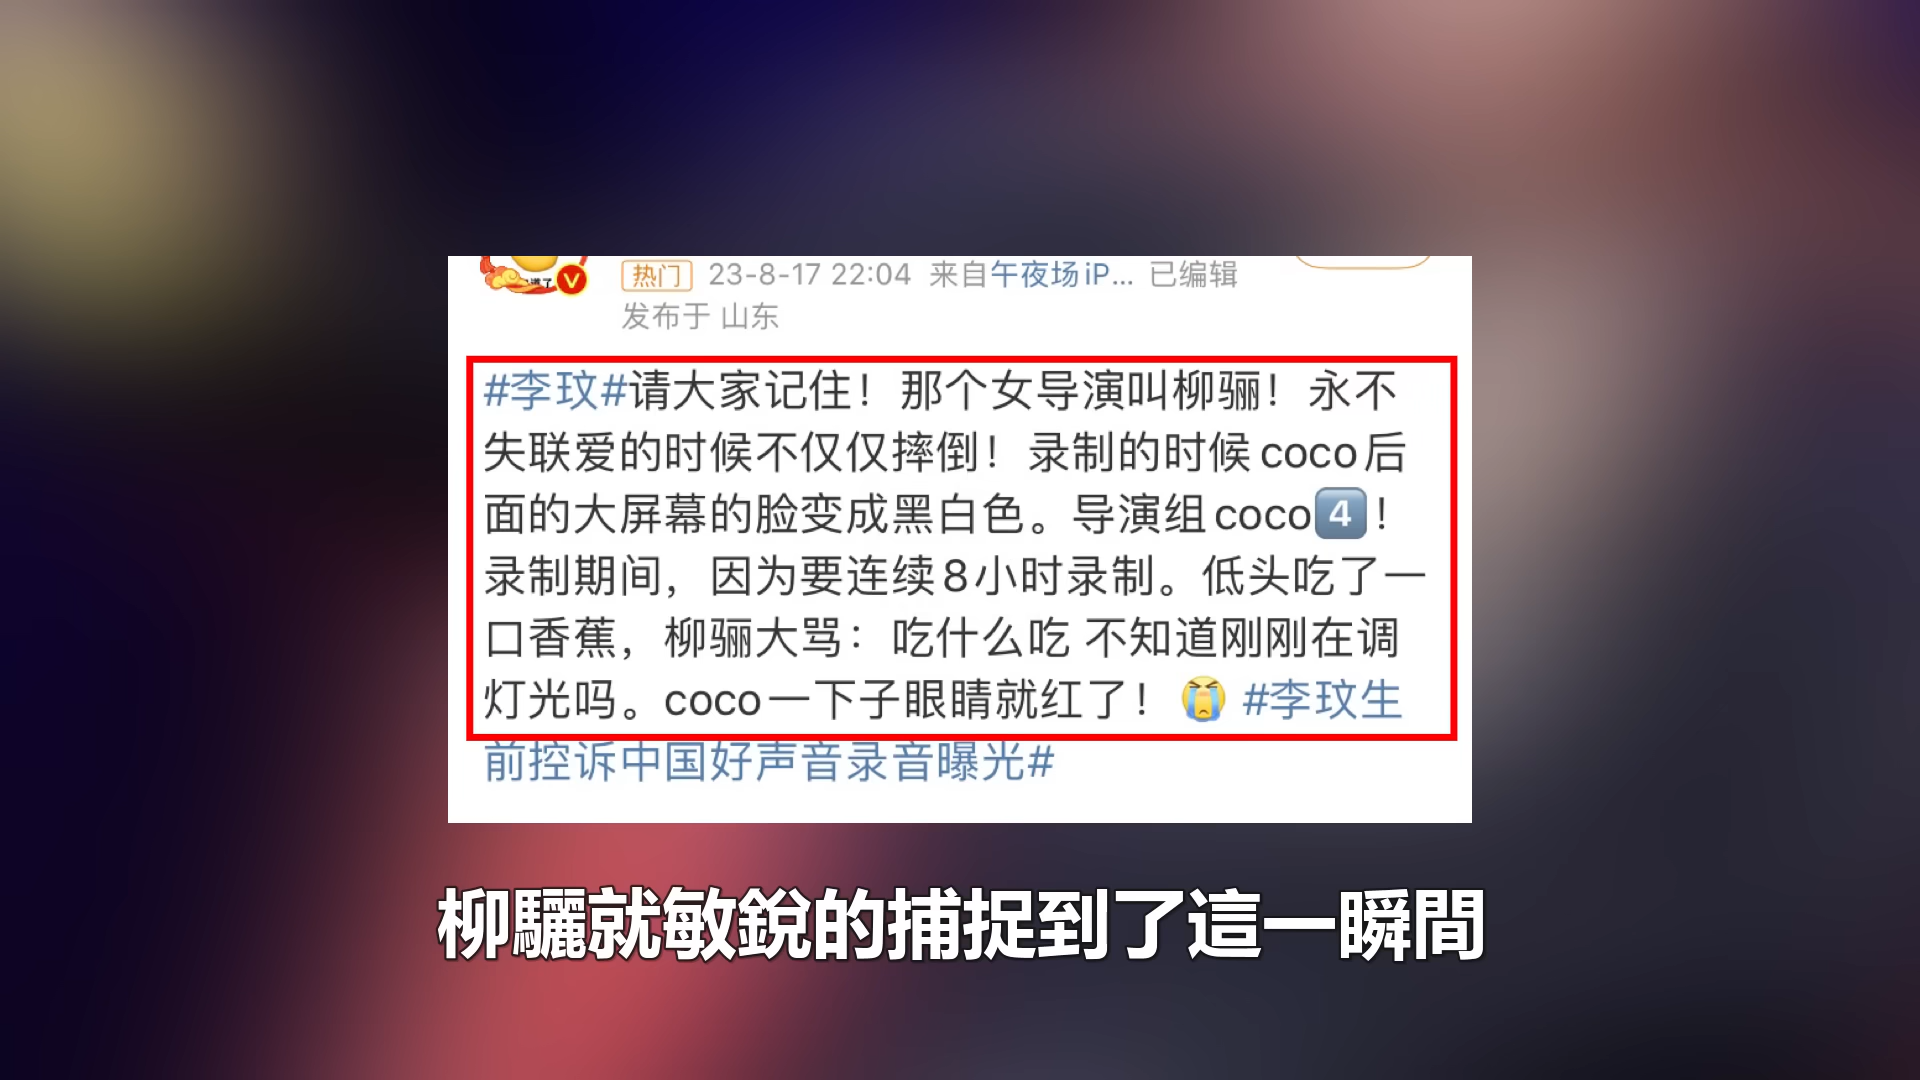 热门 23-8-17 22:04 来自午夜场iP... 已编辑
发布于 山东
#李玟#请大家记住！那个女导演叫柳骊！永不
失联爱的时候不仅仅摔倒！录制的时候coco后
面的大屏幕的脸变成黑白色。导演组coco4️⃣！
录制期间，因为要连续8小时录制。低头吃了一
口香蕉，柳骊大骂：吃什么吃 不知道刚刚在调
灯光吗。coco一下子眼睛就红了！😭 #李玟生
前控诉中国好声音录音曝光#
柳驪就敏銳的捕捉到了這一瞬間